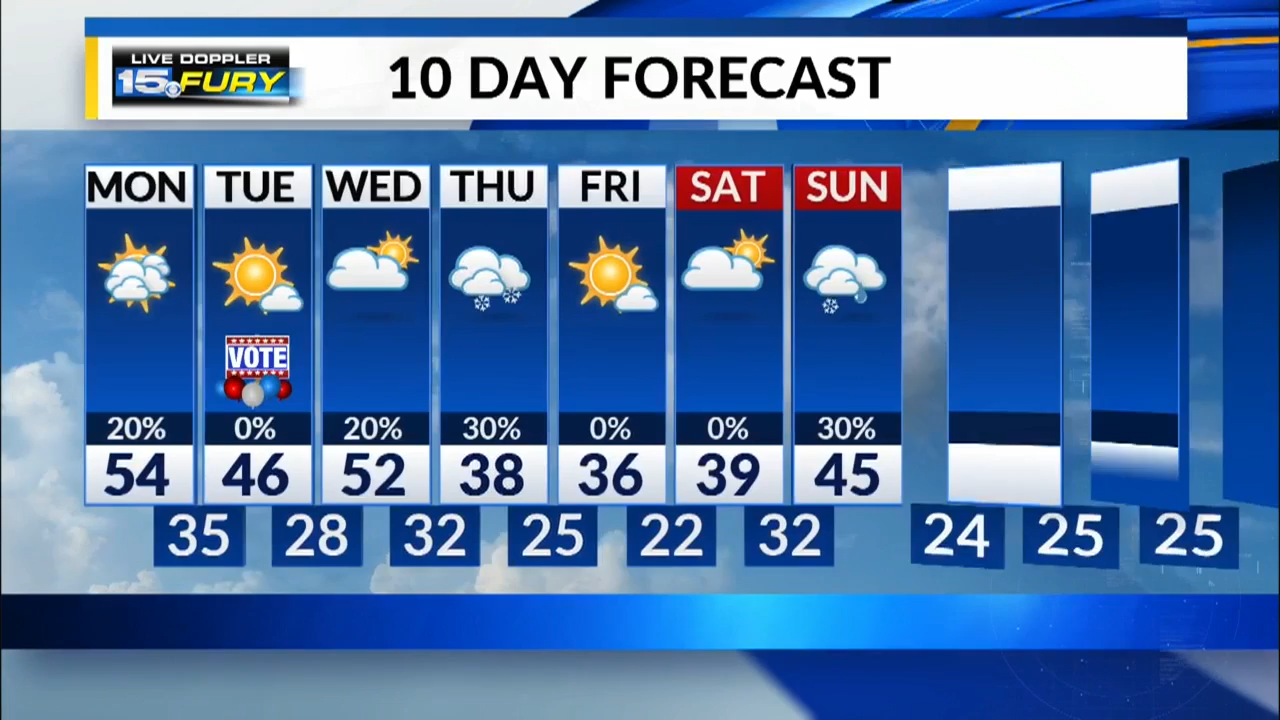 LIVE DOPPLER
15 FURY
10 DAY FORECAST
MON TUE WED THU FRI SAT SUN
VOTE
20% 0% 20% 30% 0% 0% 30%
54 46 52 38 36 39 45
35 28 32 25 22 32 24 25 25